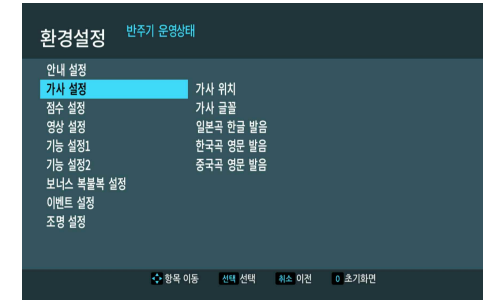 환경설정 반주기 운영상태
안내 설정
가사 설정 가사 위치
점수 설정 가사 글꼴
영상 설정 일본곡 한글 발음
기능 설정1 한국곡 영문 발음
기능 설정2 중국곡 영문 발음
보너스 복불복 설정
이벤트 설정
조명 설정
항목 이동 선택 선택 취소 이전 0 초기화면